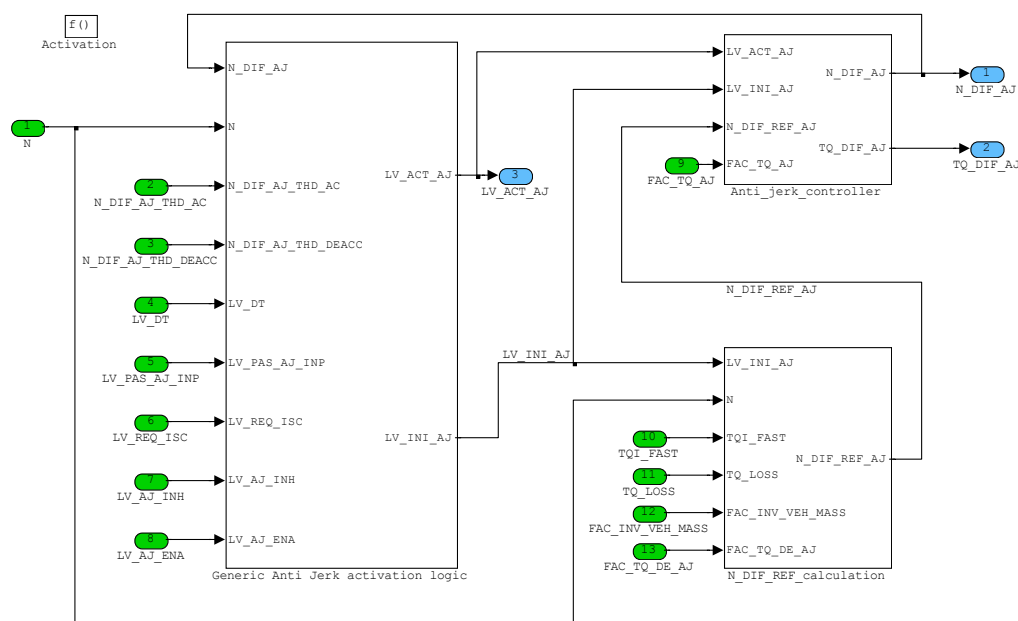 f()
Activation
1
N
2
N_DIF_AJ_THD_AC
3
N_DIF_AJ_THD_DEACC
4
LV_DT
5
LV_PAS_AJ_INP
6
LV_REQ_ISC
7
LV_AJ_INH
8
LV_AJ_ENA
N_DIF_AJ
N
N_DIF_AJ_THD_AC
N_DIF_AJ_THD_DEACC
LV_DT
LV_PAS_AJ_INP
LV_REQ_ISC
LV_AJ_INH
LV_AJ_ENA
LV_ACT_AJ
LV_INI_AJ
Generic Anti Jerk activation logic
3
LV_ACT_AJ
LV_INI_AJ
9
FAC_TQ_AJ
LV_ACT_AJ
LV_INI_AJ
N_DIF_REF_AJ
FAC_TQ_AJ
N_DIF_AJ
TQ_DIF_AJ
Anti_jerk_controller
1
N_DIF_AJ
2
TQ_DIF_AJ
N_DIF_REF_AJ
10
TQI_FAST
11
TQ_LOSS
12
FAC_INV_VEH_MASS
13
FAC_TQ_DE_AJ
LV_INI_AJ
N
TQI_FAST
TQ_LOSS
FAC_INV_VEH_MASS
FAC_TQ_DE_AJ
N_DIF_REF_AJ
N_DIF_REF_calculation